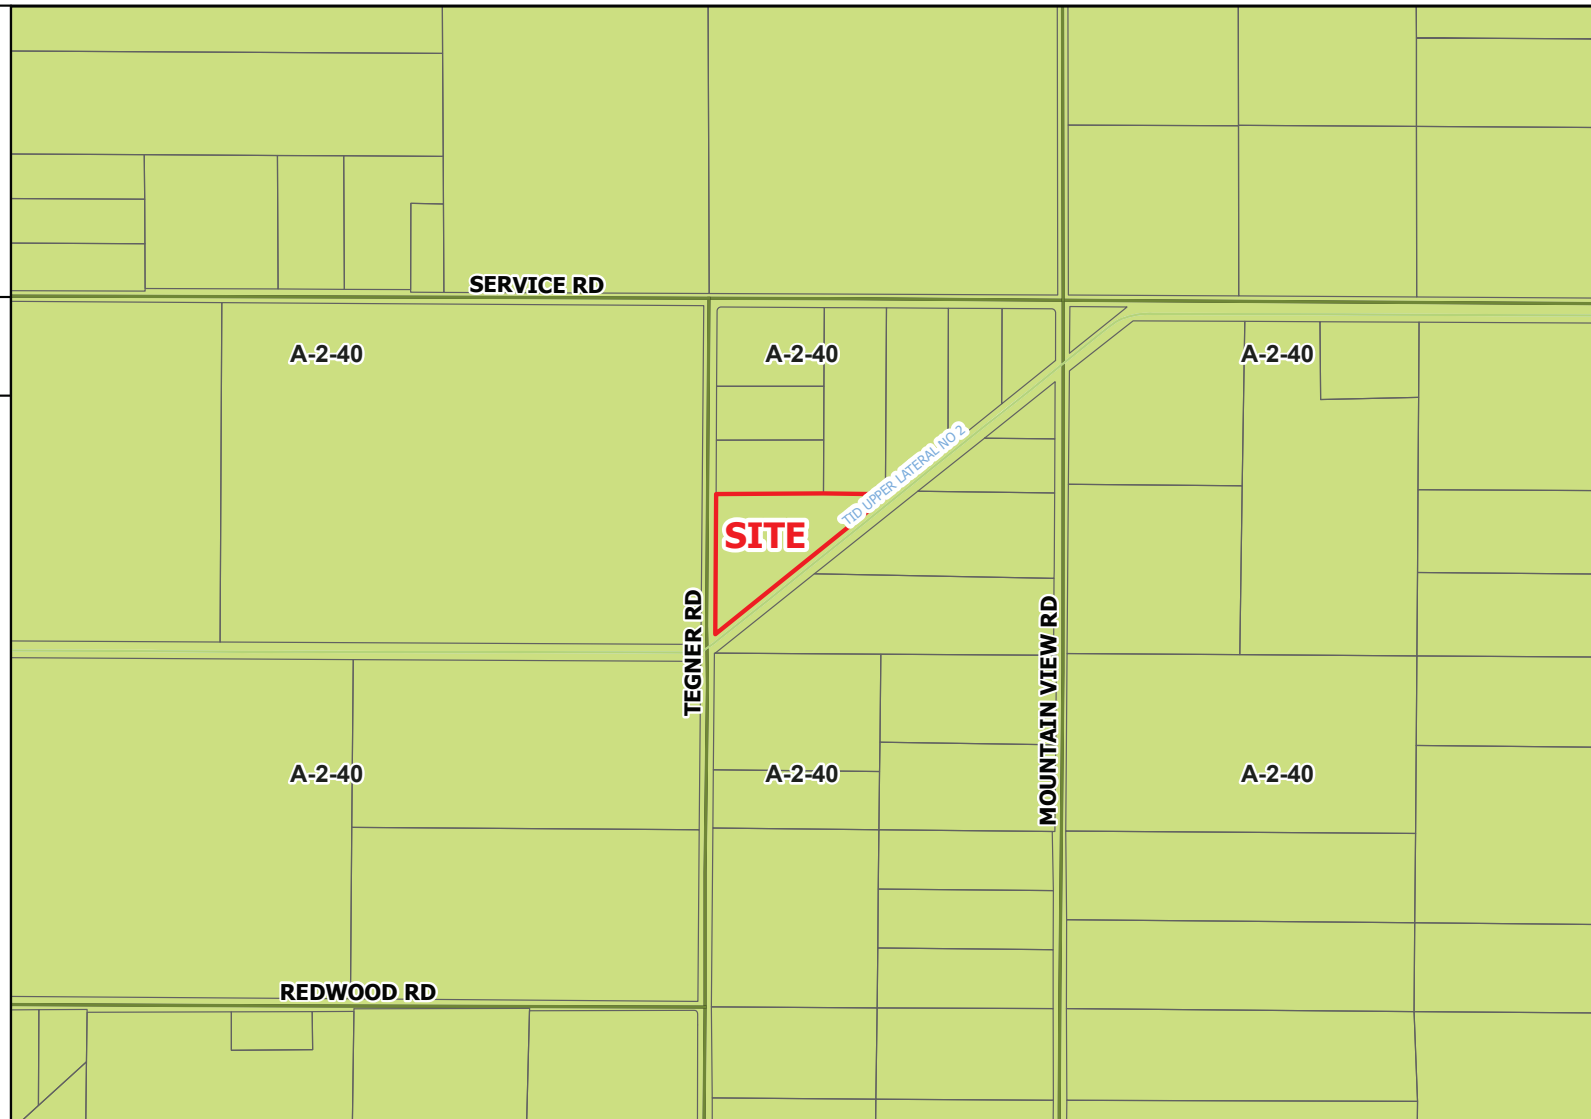 SERVICE RD
A-2-40
A-2-40
A-2-40
TID UPPER LATERAL NO 2
SITE
TEGNER RD
MOUNTAIN VIEW RD
A-2-40
A-2-40
A-2-40
REDWOOD RD